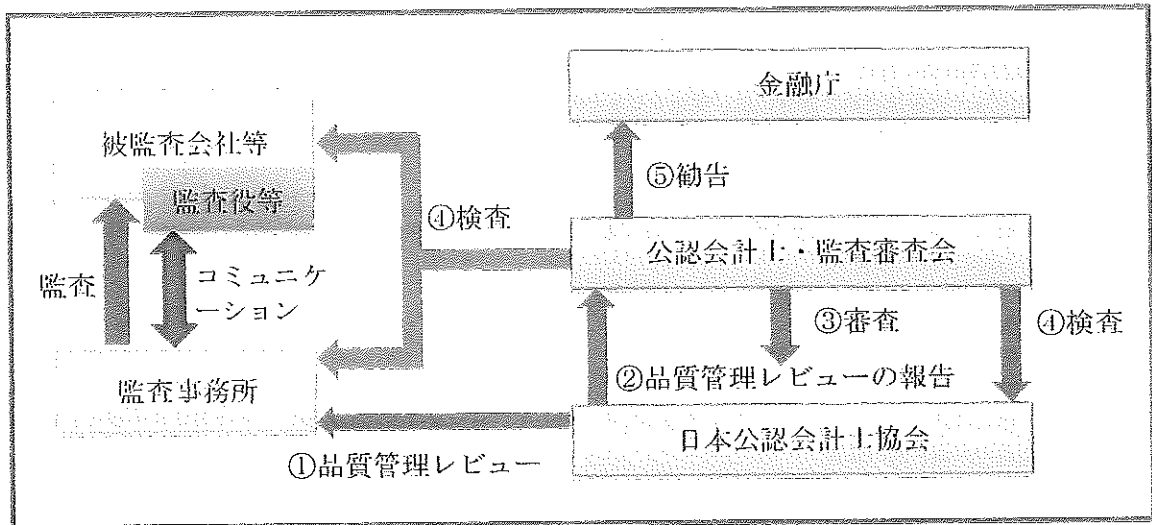 金融庁
被監査会社等
⑤勧告
監査役等
④検査
公認会計士・監査審査会
監査
コミュニケ
ーション
③審査
④検査
②品質管理レビューの報告
監査事務所
日本公認会計士協会
①品質管理レビュー